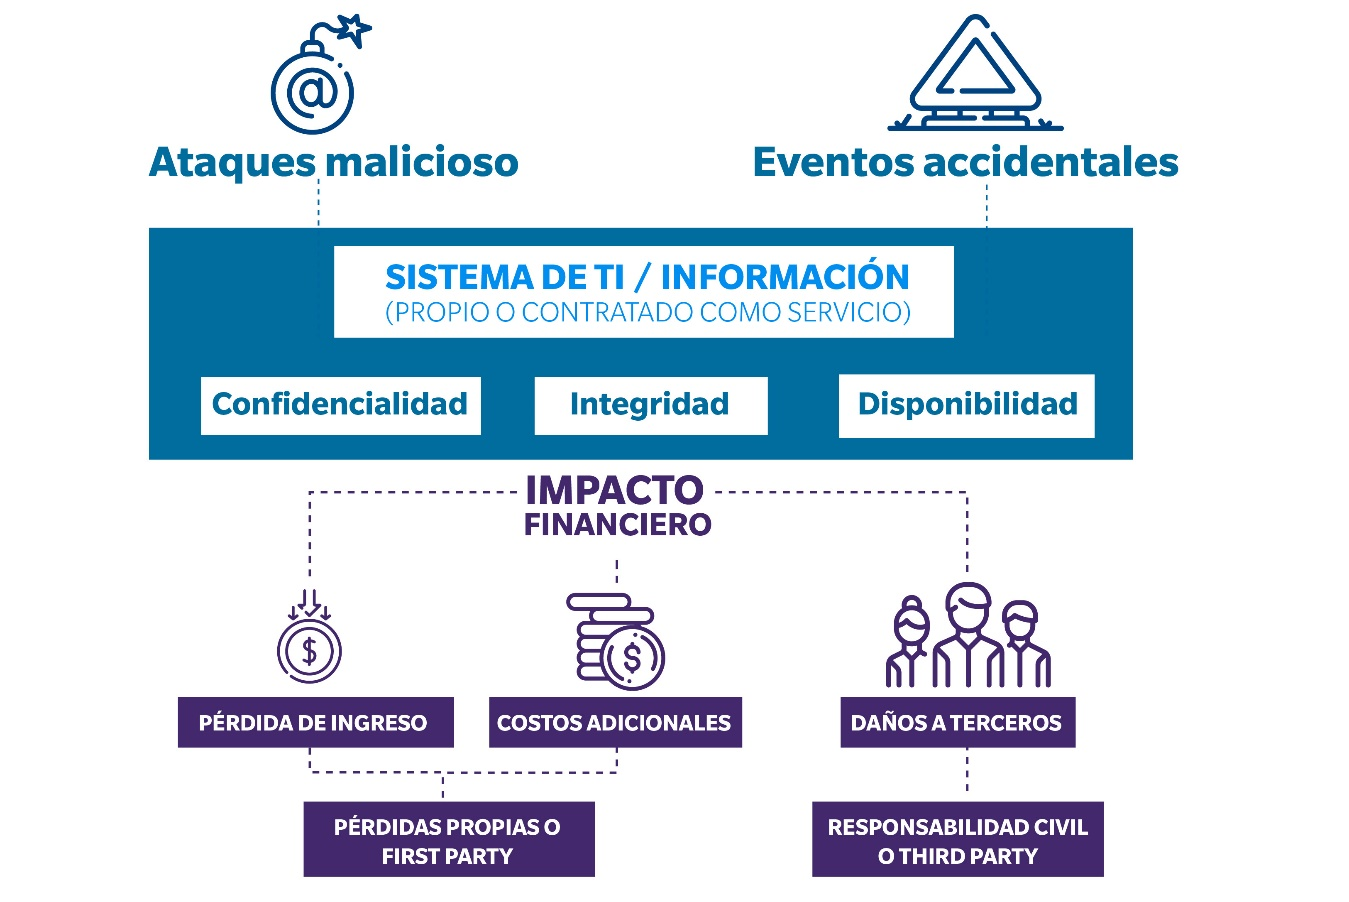 @
Ataques malicioso
Eventos accidentales
SISTEMA DE TI / INFORMACIÓN
(PROPIO O CONTRATADO COMO SERVICIO)
Confidencialidad
Integridad
Disponibilidad
IMPACTO
FINANCIERO
$
$
PÉRDIDA DE INGRESO
COSTOS ADICIONALES
DAÑOS A TERCEROS
PÉRDIDAS PROPIAS O
FIRST PARTY
RESPONSABILIDAD CIVIL
O THIRD PARTY